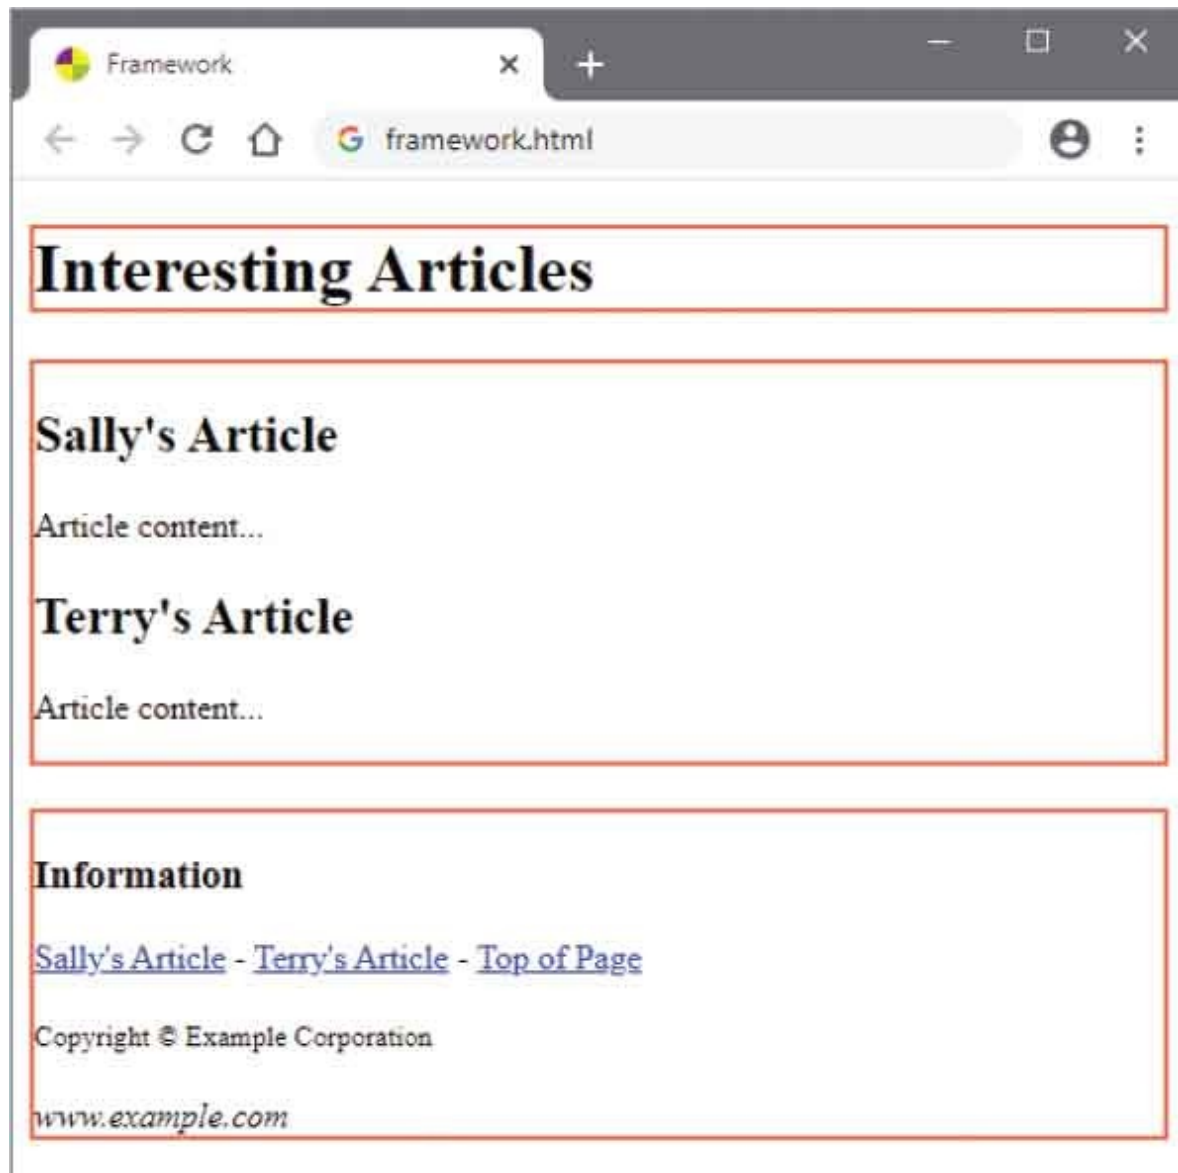 Framework
framework.html
Interesting Articles
Sally's Article
Article content...
Terry's Article
Article content...
Information
Sally's Article - Terry's Article - Top of Page
Copyright © Example Corporation
www.example.com